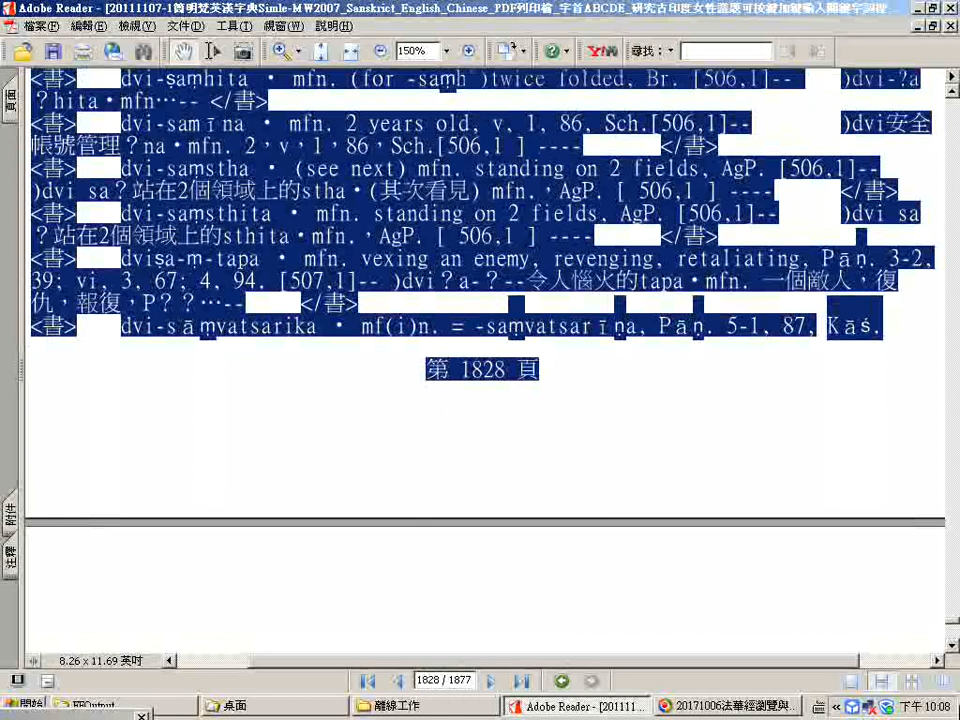 Adobe Reader - [20111107-1簡明梵英漢字典Simle-MW2007_Sanskrict_English_Chinese_PDF列印檔_字首ABCDE_研究古印度女性議題可按鍵加鍵輸入關鍵字詞搜
檔案(F) 編輯(E) 檢視(V) 文件(D) 工具(T) 視窗(W) 說明(H)
150% Y! 尋找:
頁面
<書> dvi-saṃhita • mfn. (for -saṃh )twice folded, Br. [506,1]-- )dvi-?a
?hita•mfn…-- </書>
<書> dvi-samīna • mfn. 2 years old, v, 1, 86, Sch.[506,1]-- )dvi安全
帳號管理？na•mfn. 2，v，1，86，Sch.[506,1 ] ---- </書>
<書> dvi-saṃstha • (see next) mfn. standing on 2 fields, AgP. [506,1]--
)dvi sa？站在2個領域上的stha•(其次看見) mfn.，AgP. [ 506,1 ] ---- </書>
<書> dvi-saṃsthita • mfn. standing on 2 fields, AgP. [506,1]-- )dvi sa
？站在2個領域上的sthita•mfn.，AgP. [ 506,1 ] ---- </書>
<書> dviṣa-m-tapa • mfn. vexing an enemy, revenging, retaliating, Pāṇ. 3-2,
39; vi, 3, 67; 4, 94. [507,1]-- )dvi？a-？--令人惱火的tapa•mfn. 一個敵人，復
仇，報復，P？？…-- </書>
<書> dvi-sāṃvatsarika • mf(i)n. = -saṃvatsarīṇa, Pāṇ. 5-1, 87, Kāś.
第 1828 頁
附件
注釋
8.26 x 11.69 英吋
1828 / 1877
開始 FFOutput 桌面 離線工作 Adobe Reader - [201111... 20171006法華經瀏覽與... « 下午 10:08